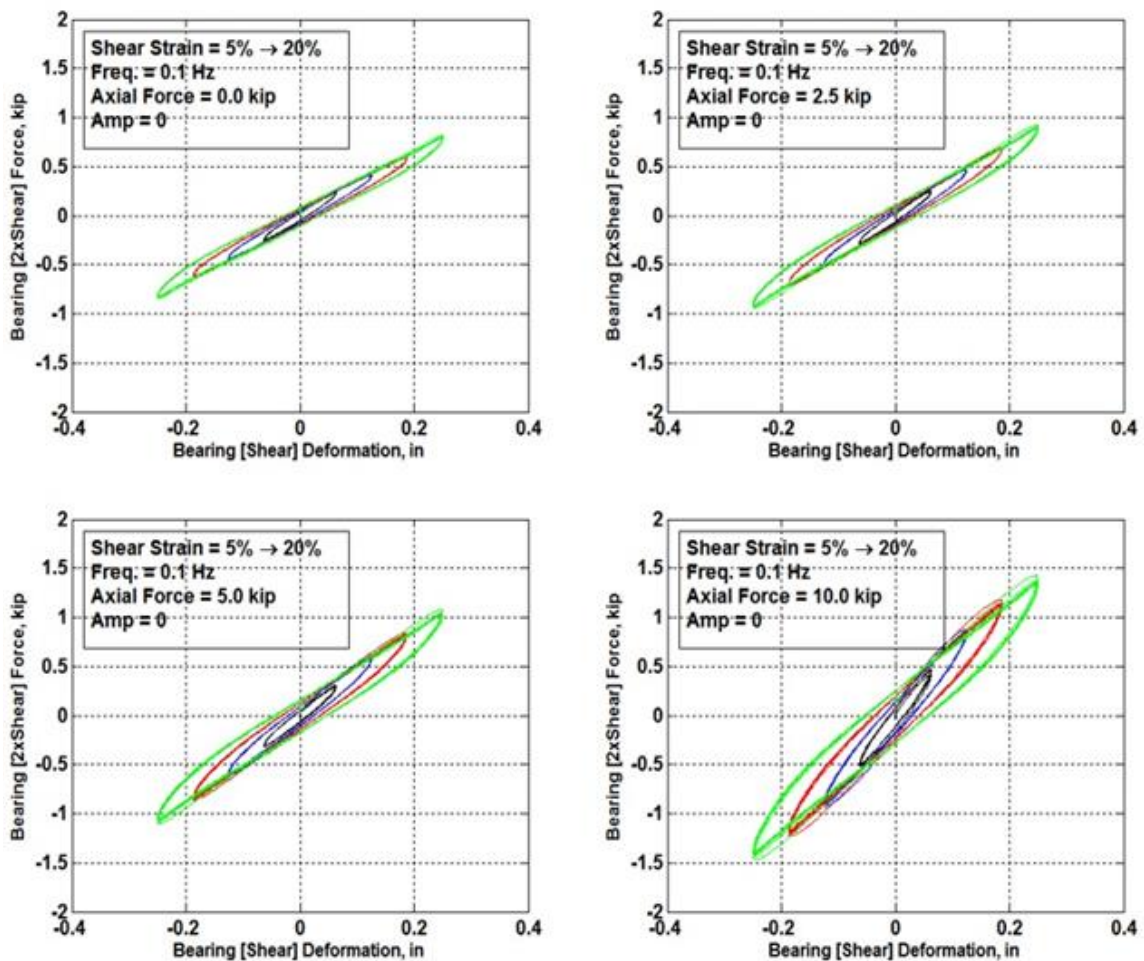 2
1.5
1
0.5
0
-0.5
-1
-1.5
-2
Bearing [2xShear] Force, kip
Shear Strain = 5% → 20%
Freq. = 0.1 Hz
Axial Force = 0.0 kip
Amp = 0
-0.4
-0.2
0
0.2
0.4
Bearing [Shear] Deformation, in
2
1.5
1
0.5
0
-0.5
-1
-1.5
-2
Bearing [2xShear] Force, kip
Shear Strain = 5% → 20%
Freq. = 0.1 Hz
Axial Force = 2.5 kip
Amp = 0
-0.4
-0.2
0
0.2
0.4
Bearing [Shear] Deformation, in
2
1.5
1
0.5
0
-0.5
-1
-1.5
-2
Bearing [2xShear] Force, kip
Shear Strain = 5% → 20%
Freq. = 0.1 Hz
Axial Force = 5.0 kip
Amp = 0
-0.4
-0.2
0
0.2
0.4
Bearing [Shear] Deformation, in
2
1.5
1
0.5
0
-0.5
-1
-1.5
-2
Bearing [2xShear] Force, kip
Shear Strain = 5% → 20%
Freq. = 0.1 Hz
Axial Force = 10.0 kip
Amp = 0
-0.4
-0.2
0
0.2
0.4
Bearing [Shear] Deformation, in